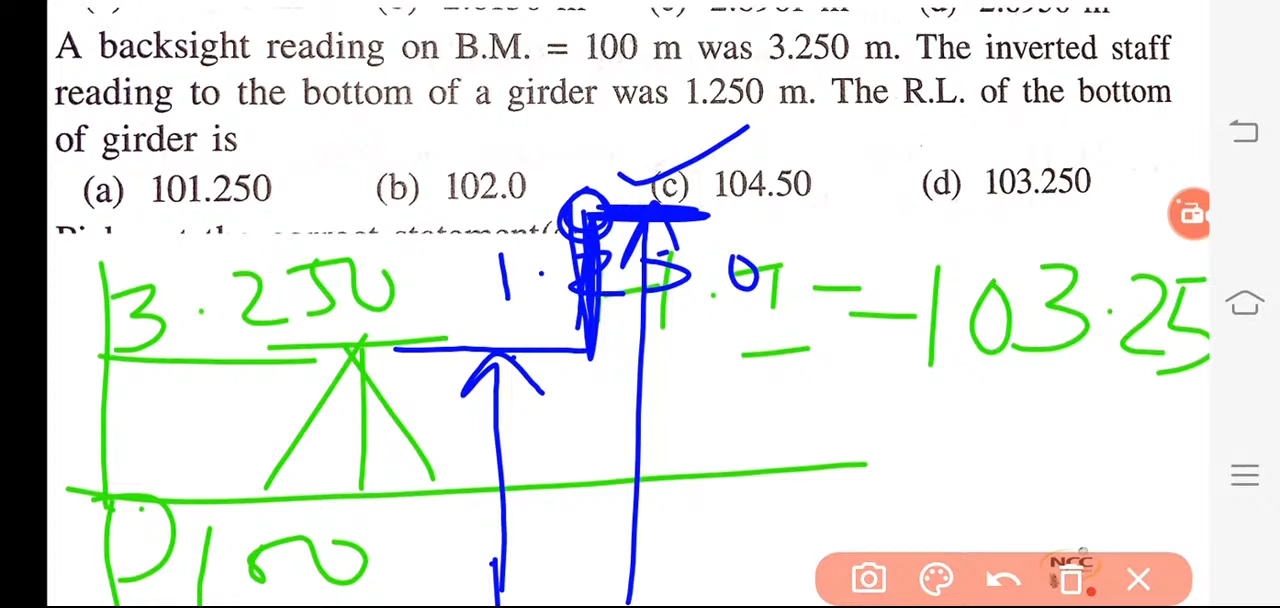 A backsight reading on B.M. = 100 m was 3.250 m. The inverted staff
reading to the bottom of a girder was 1.250 m. The R.L. of the bottom
of girder is
(a) 101.250 (b) 102.0 (c) 104.50 (d) 103.250
3.250
= 103.25
100
NCC